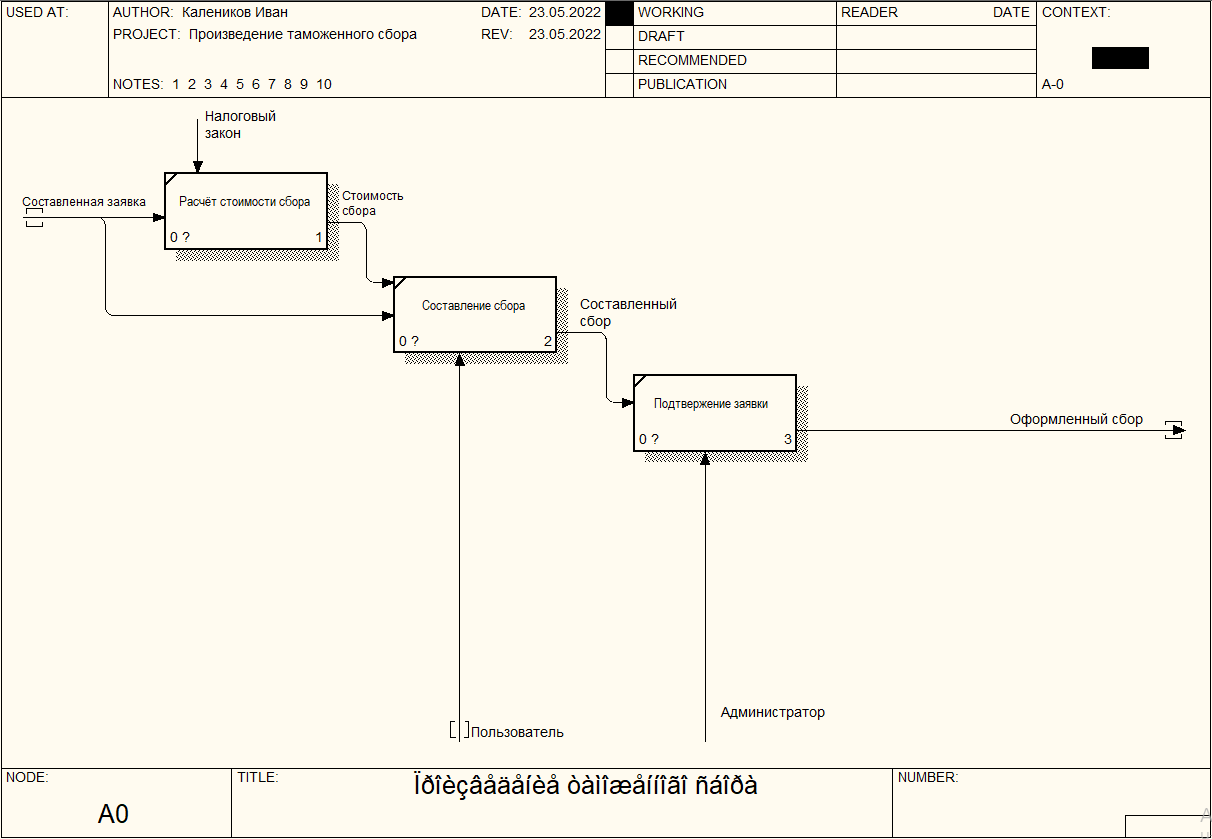 USED AT:
AUTHOR: Калеников Иван
DATE: 23.05.2022
PROJECT: Произведение таможенного сбора
REV: 23.05.2022
NOTES: 1 2 3 4 5 6 7 8 9 10
WORKING
DRAFT
RECOMMENDED
PUBLICATION
READER
DATE
CONTEXT:
A-0
Налоговый
закон
Составленная заявка
Расчёт стоимости сбора
0 ?
1
Стоимость
сбора
Составление сбора
0 ?
2
Составленный
сбор
Подтвержение заявки
0 ?
3
Оформленный сбор
Администратор
Пользователь
NODE:
A0
TITLE:
Ïðîèçâåäåíèå òàìîæåííîãî ñáîðà
NUMBER: